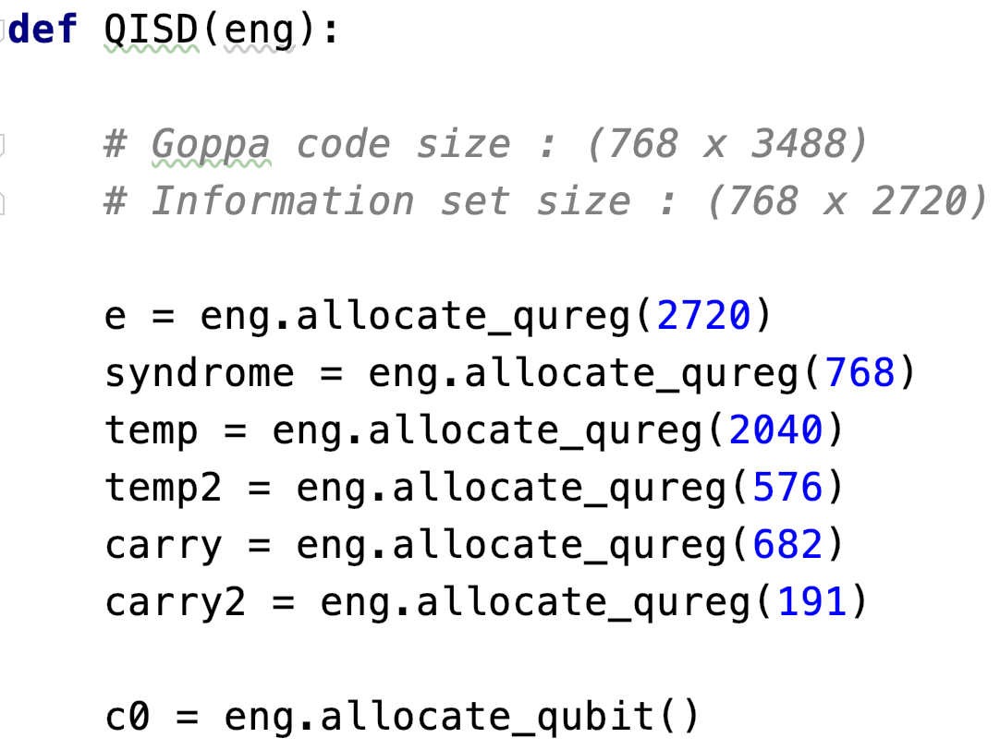 def QISD(eng):
# Goppa code size : (768 x 3488)
# Information set size : (768 x 2720)
e = eng.allocate_qureg(2720)
syndrome = eng.allocate_qureg(768)
temp = eng.allocate_qureg(2040)
temp2 = eng.allocate_qureg(576)
carry = eng.allocate_qureg(682)
carry2 = eng.allocate_qureg(191)
c0 = eng.allocate_qubit()